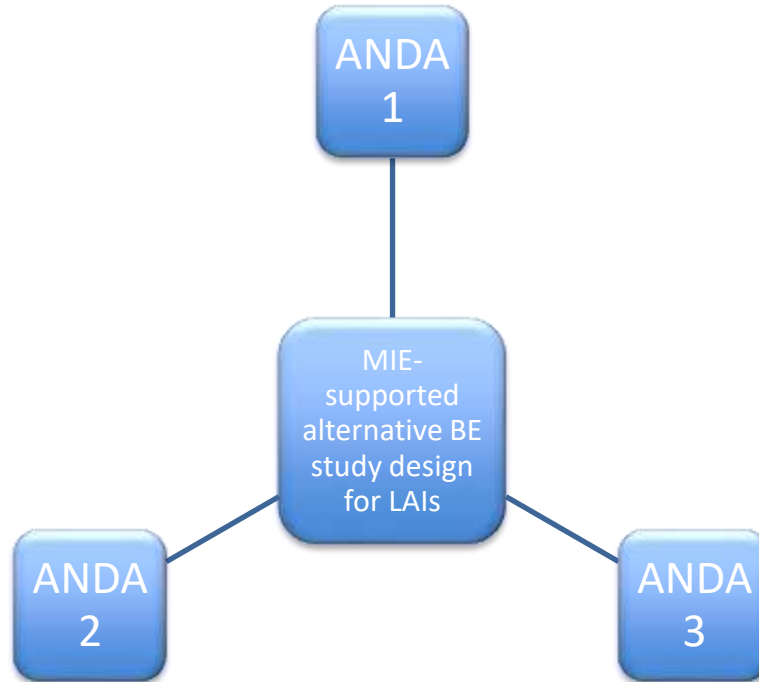 ANDA
1
MIE-
supported
alternative BE
study design
for LAIs
ANDA
2
ANDA
3